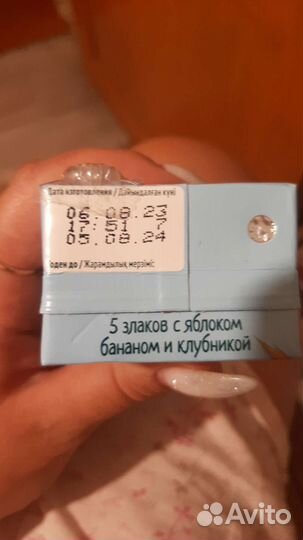 Дата изготовления / Дайындалған күні
06.08.23
17:51 7
05.08.24
Годен до / Жарамдылық мерзімі:
5 злаков с яблоком
бананом и клубникой
Avito